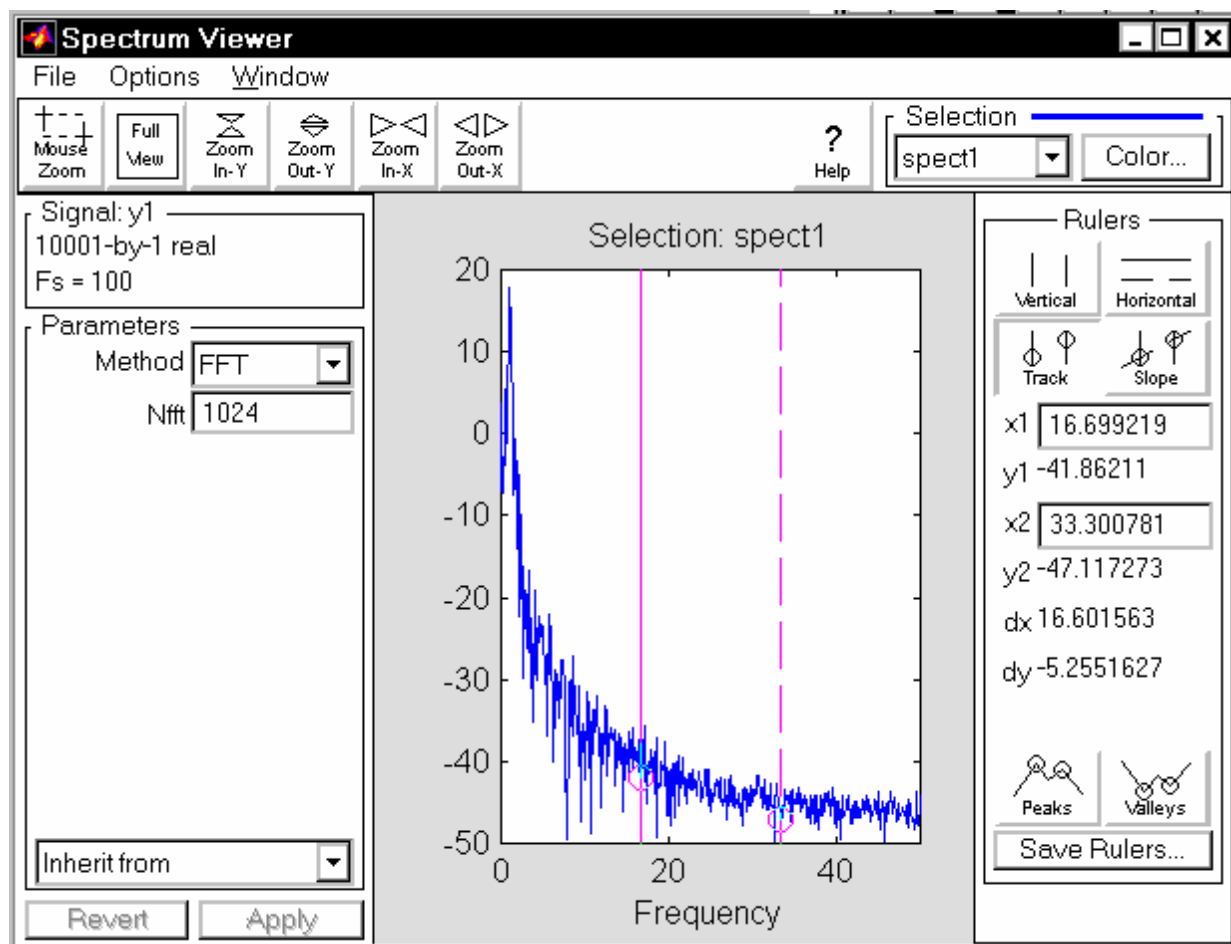 Spectrum Viewer
File Options Window
Mouse Zoom
Full View
Zoom In-Y
Zoom Out-Y
Zoom In-X
Zoom Out-X
? Help
Selection
spect1
Color...
Signal: y1
10001-by-1 real
Fs = 100
Parameters
Method FFT
Nfft 1024
Inherit from
Revert Apply
Selection: spect1
20
10
0
-10
-20
-30
-40
-50
0 20 40
Frequency
Rulers
Vertical Horizontal
Track Slope
x1 16.699219
y1 -41.86211
x2 33.300781
y2 -47.117273
dx 16.601563
dy -5.2551627
Peaks Valleys
Save Rulers...